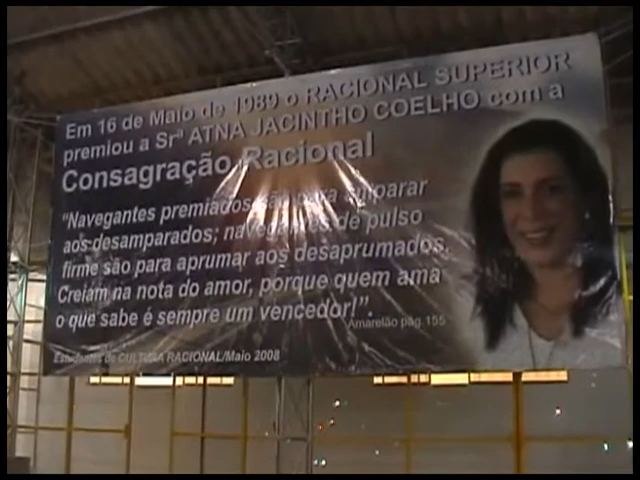 Em 16 de Maio de 1989 o RACIONAL SUPERIOR
premiou a Srª ATNA JACINTHO COELHO com a
Consagração Racional
"Navegantes premiados são para amparar
aos desamparados; navegantes de pulso
firme são para aprumar aos desaprumados.
Creiam na nota do amor, porque quem ama
o que sabe é sempre um vencedor!".
Amarelão pág.155
Estudantes de CULTURA RACIONAL/Maio 2008